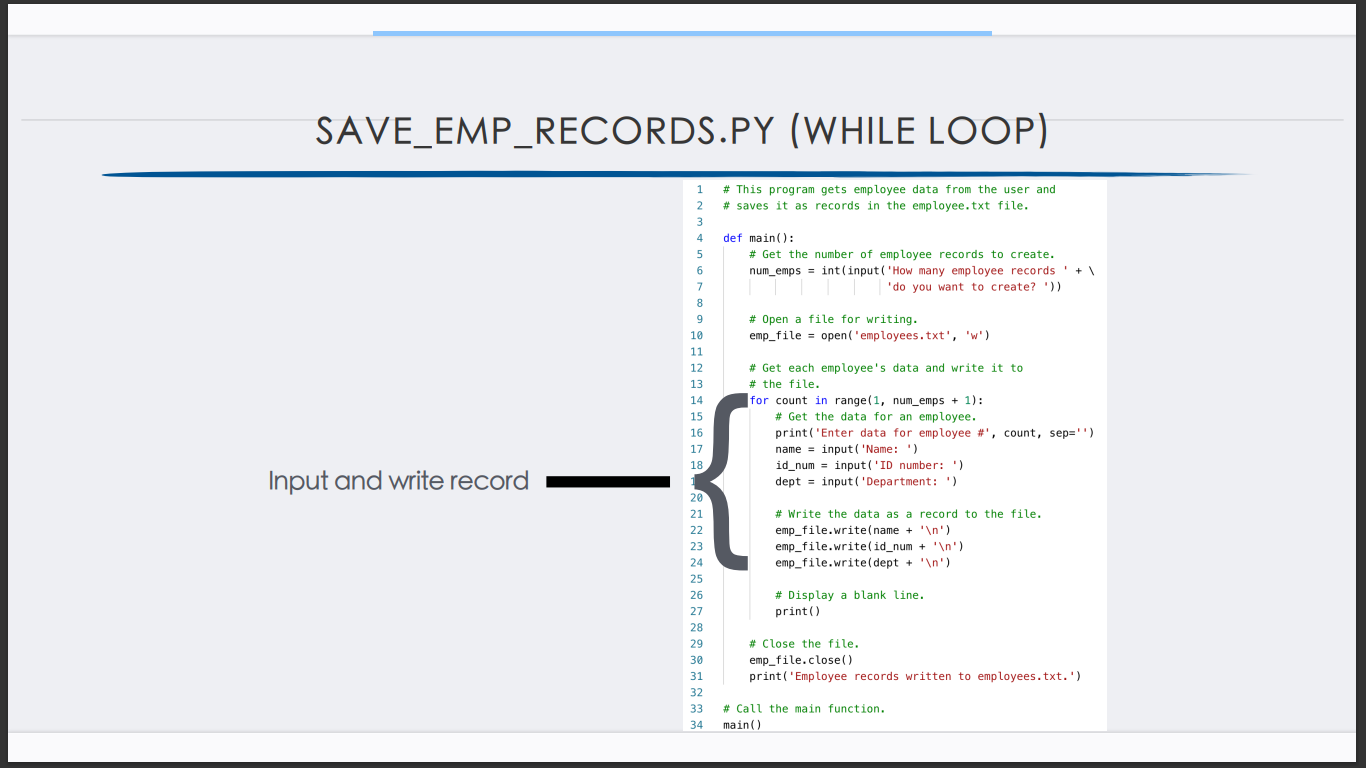 SAVE_EMP_RECORDS.PY (WHILE LOOP)
Input and write record
1 # This program gets employee data from the user and
2 # saves it as records in the employee.txt file.
3
4 def main():
5     # Get the number of employee records to create.
6     num_emps = int(input('How many employee records ' + \
7                          'do you want to create? '))
8
9     # Open a file for writing.
10     emp_file = open('employees.txt', 'w')
11
12     # Get each employee's data and write it to
13     # the file.
14     for count in range(1, num_emps + 1):
15         # Get the data for an employee.
16         print('Enter data for employee #', count, sep='')
17         name = input('Name: ')
18         id_num = input('ID number: ')
19         dept = input('Department: ')
20
21         # Write the data as a record to the file.
22         emp_file.write(name + '\n')
23         emp_file.write(id_num + '\n')
24         emp_file.write(dept + '\n')
25
26         # Display a blank line.
27         print()
28
29     # Close the file.
30     emp_file.close()
31     print('Employee records written to employees.txt.')
32
33 # Call the main function.
34 main()